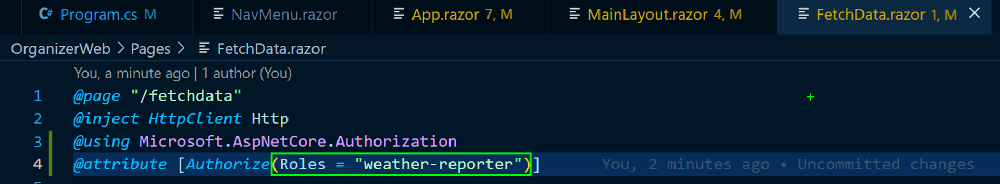 Program.cs M NavMenu.razor App.razor 7, M MainLayout.razor 4, M FetchData.razor 1, M
OrganizerWeb > Pages > FetchData.razor
You, a minute ago | 1 author (You)
1 @page "/fetchdata"
2 @inject HttpClient Http
3 @using Microsoft.AspNetCore.Authorization
4 @attribute [Authorize(Roles = "weather-reporter")] You, 2 minutes ago • Uncommitted changes